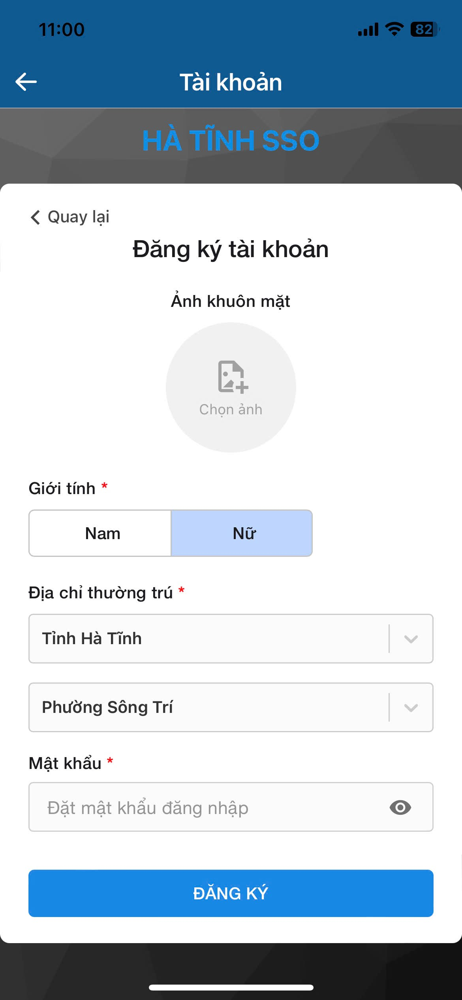 11:00
82
Tài khoản
HÀ TĨNH SSO
Quay lại
Đăng ký tài khoản
Ảnh khuôn mặt
Chọn ảnh
Giới tính *
Nam Nữ
Địa chỉ thường trú *
Tỉnh Hà Tĩnh
Phường Sông Trí
Mật khẩu *
Đặt mật khẩu đăng nhập
ĐĂNG KÝ